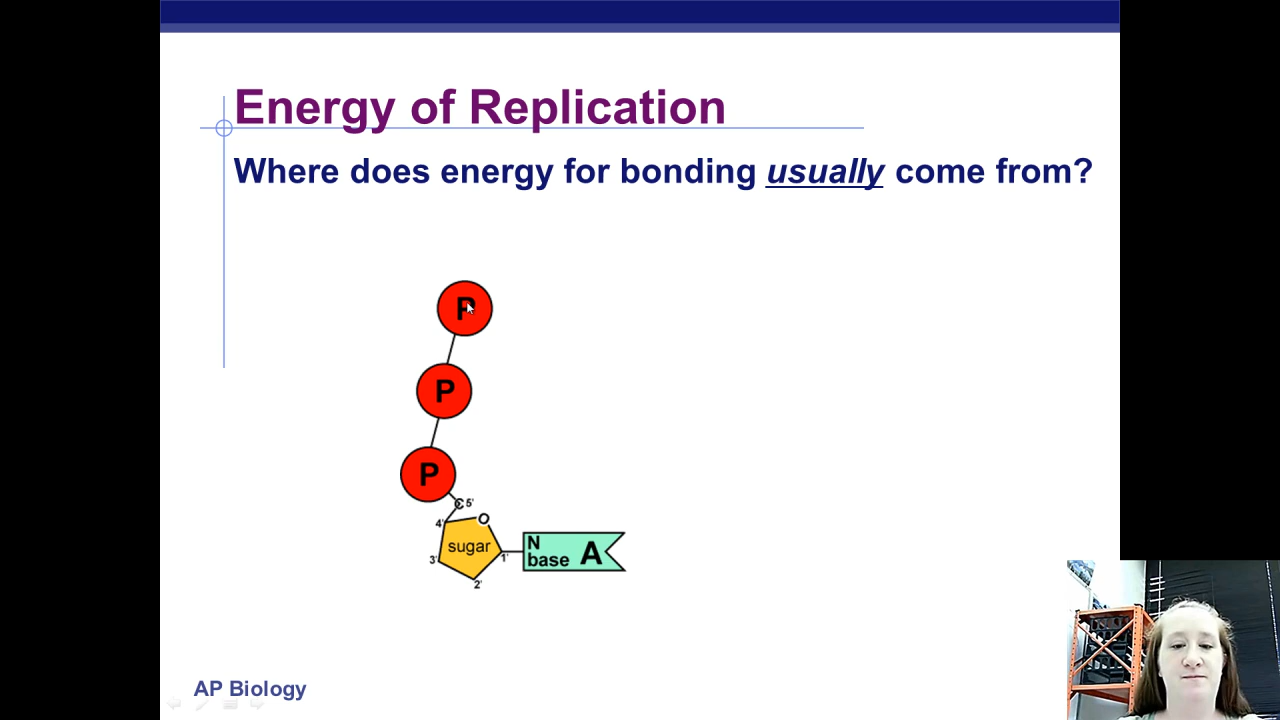 Energy of Replication
Where does energy for bonding usually come from?
P
P
P
C 5'
4' O
sugar
3' 1'
2'
N
base A
AP Biology